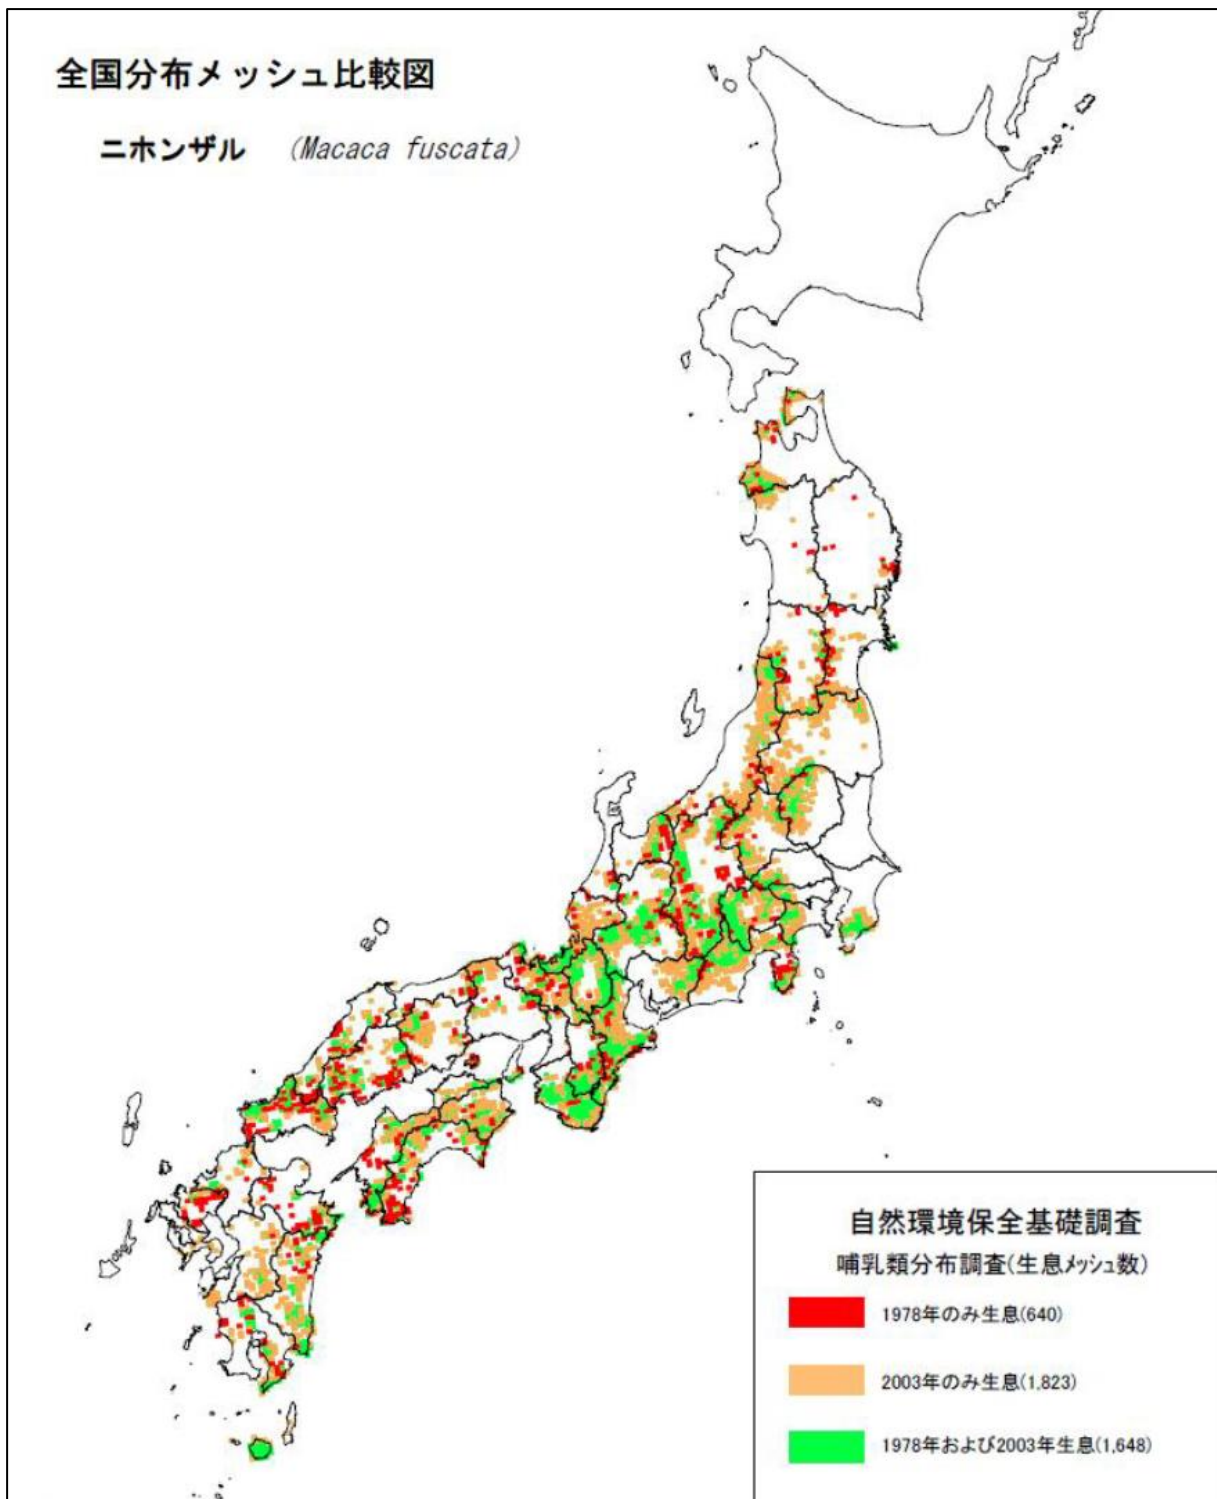 全国分布メッシュ比較図
ニホンザル (Macaca fuscata)
自然環境保全基礎調査
哺乳類分布調査(生息メッシュ数)
1978年のみ生息(640)
2003年のみ生息(1,823)
1978年および2003年生息(1,648)